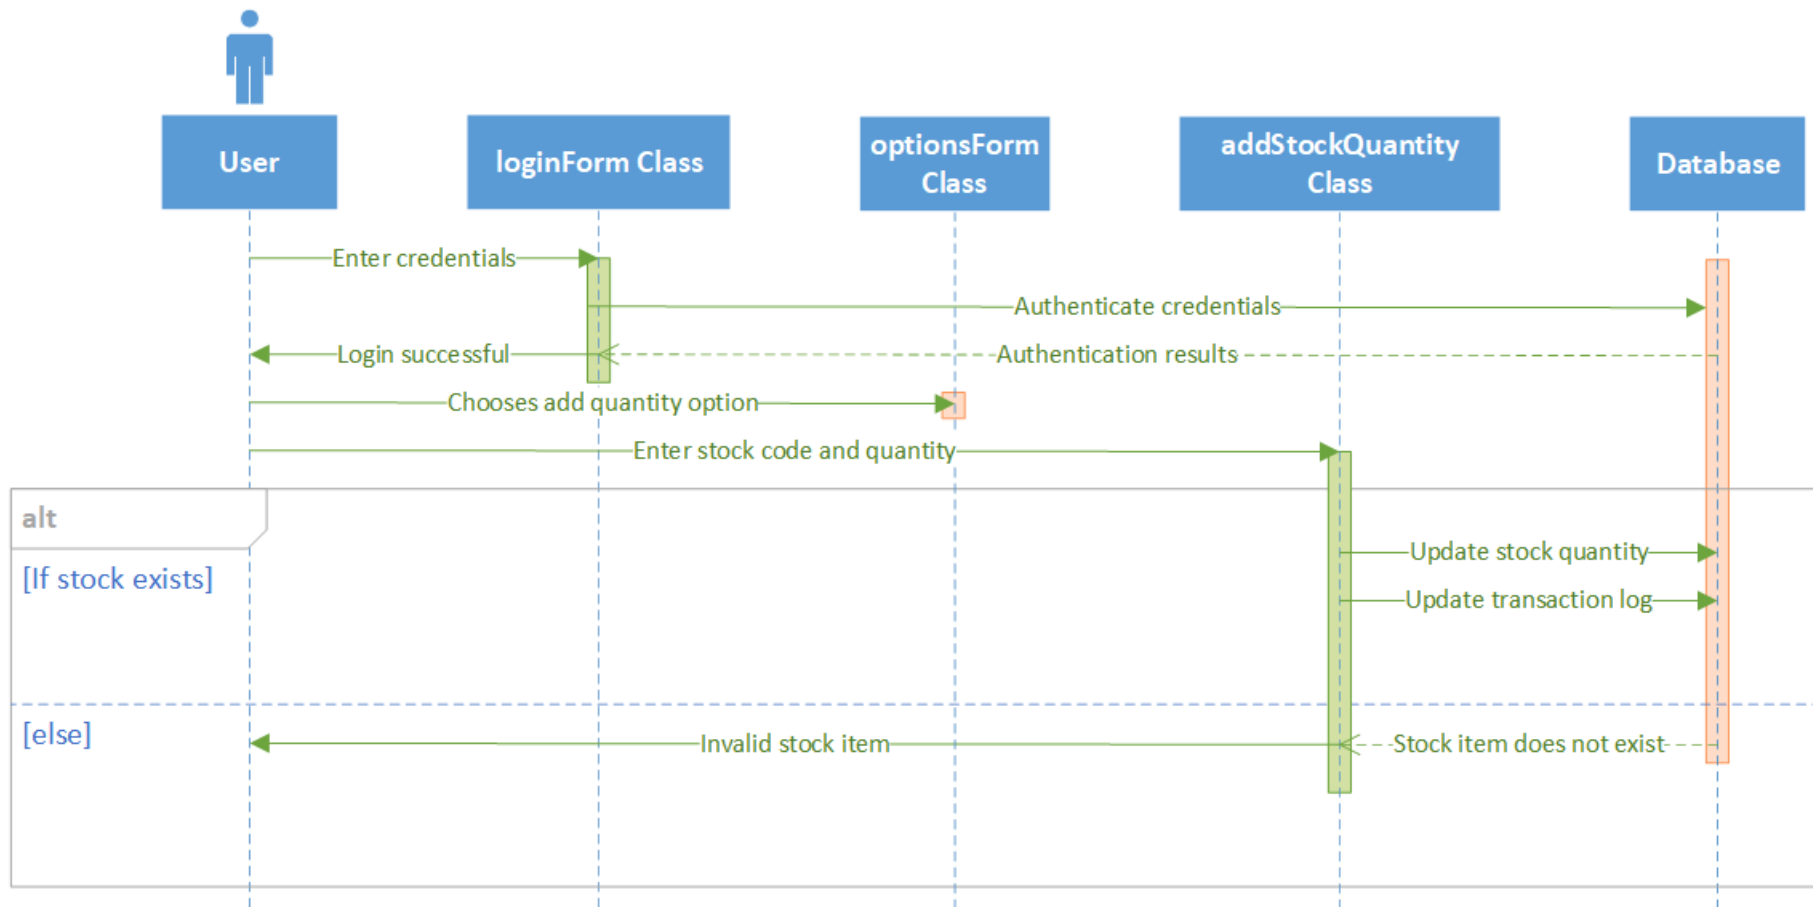 User
loginForm Class
optionsForm
Class
addStockQuantity
Class
Database
Enter credentials
Authenticate credentials
Login successful
Authentication results
Chooses add quantity option
Enter stock code and quantity
alt
[If stock exists]
Update stock quantity
Update transaction log
[else]
Invalid stock item
Stock item does not exist